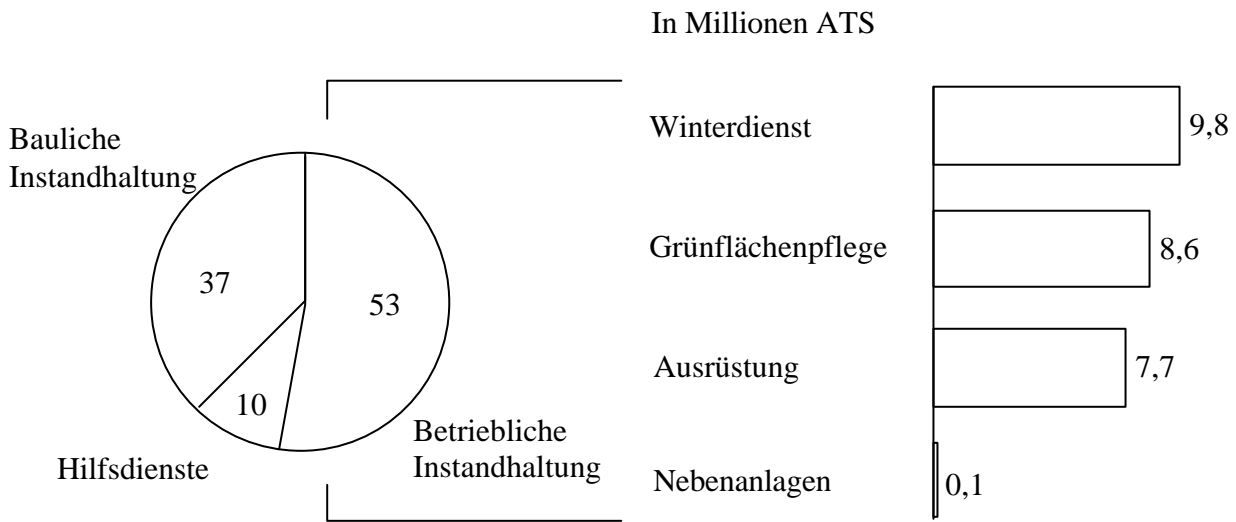 In Millionen ATS
Bauliche
Instandhaltung
37
53
10
Hilfsdienste
Betriebliche
Instandhaltung
Winterdienst
9,8
Grünflächenpflege
8,6
Ausrüstung
7,7
Nebenanlagen
0,1